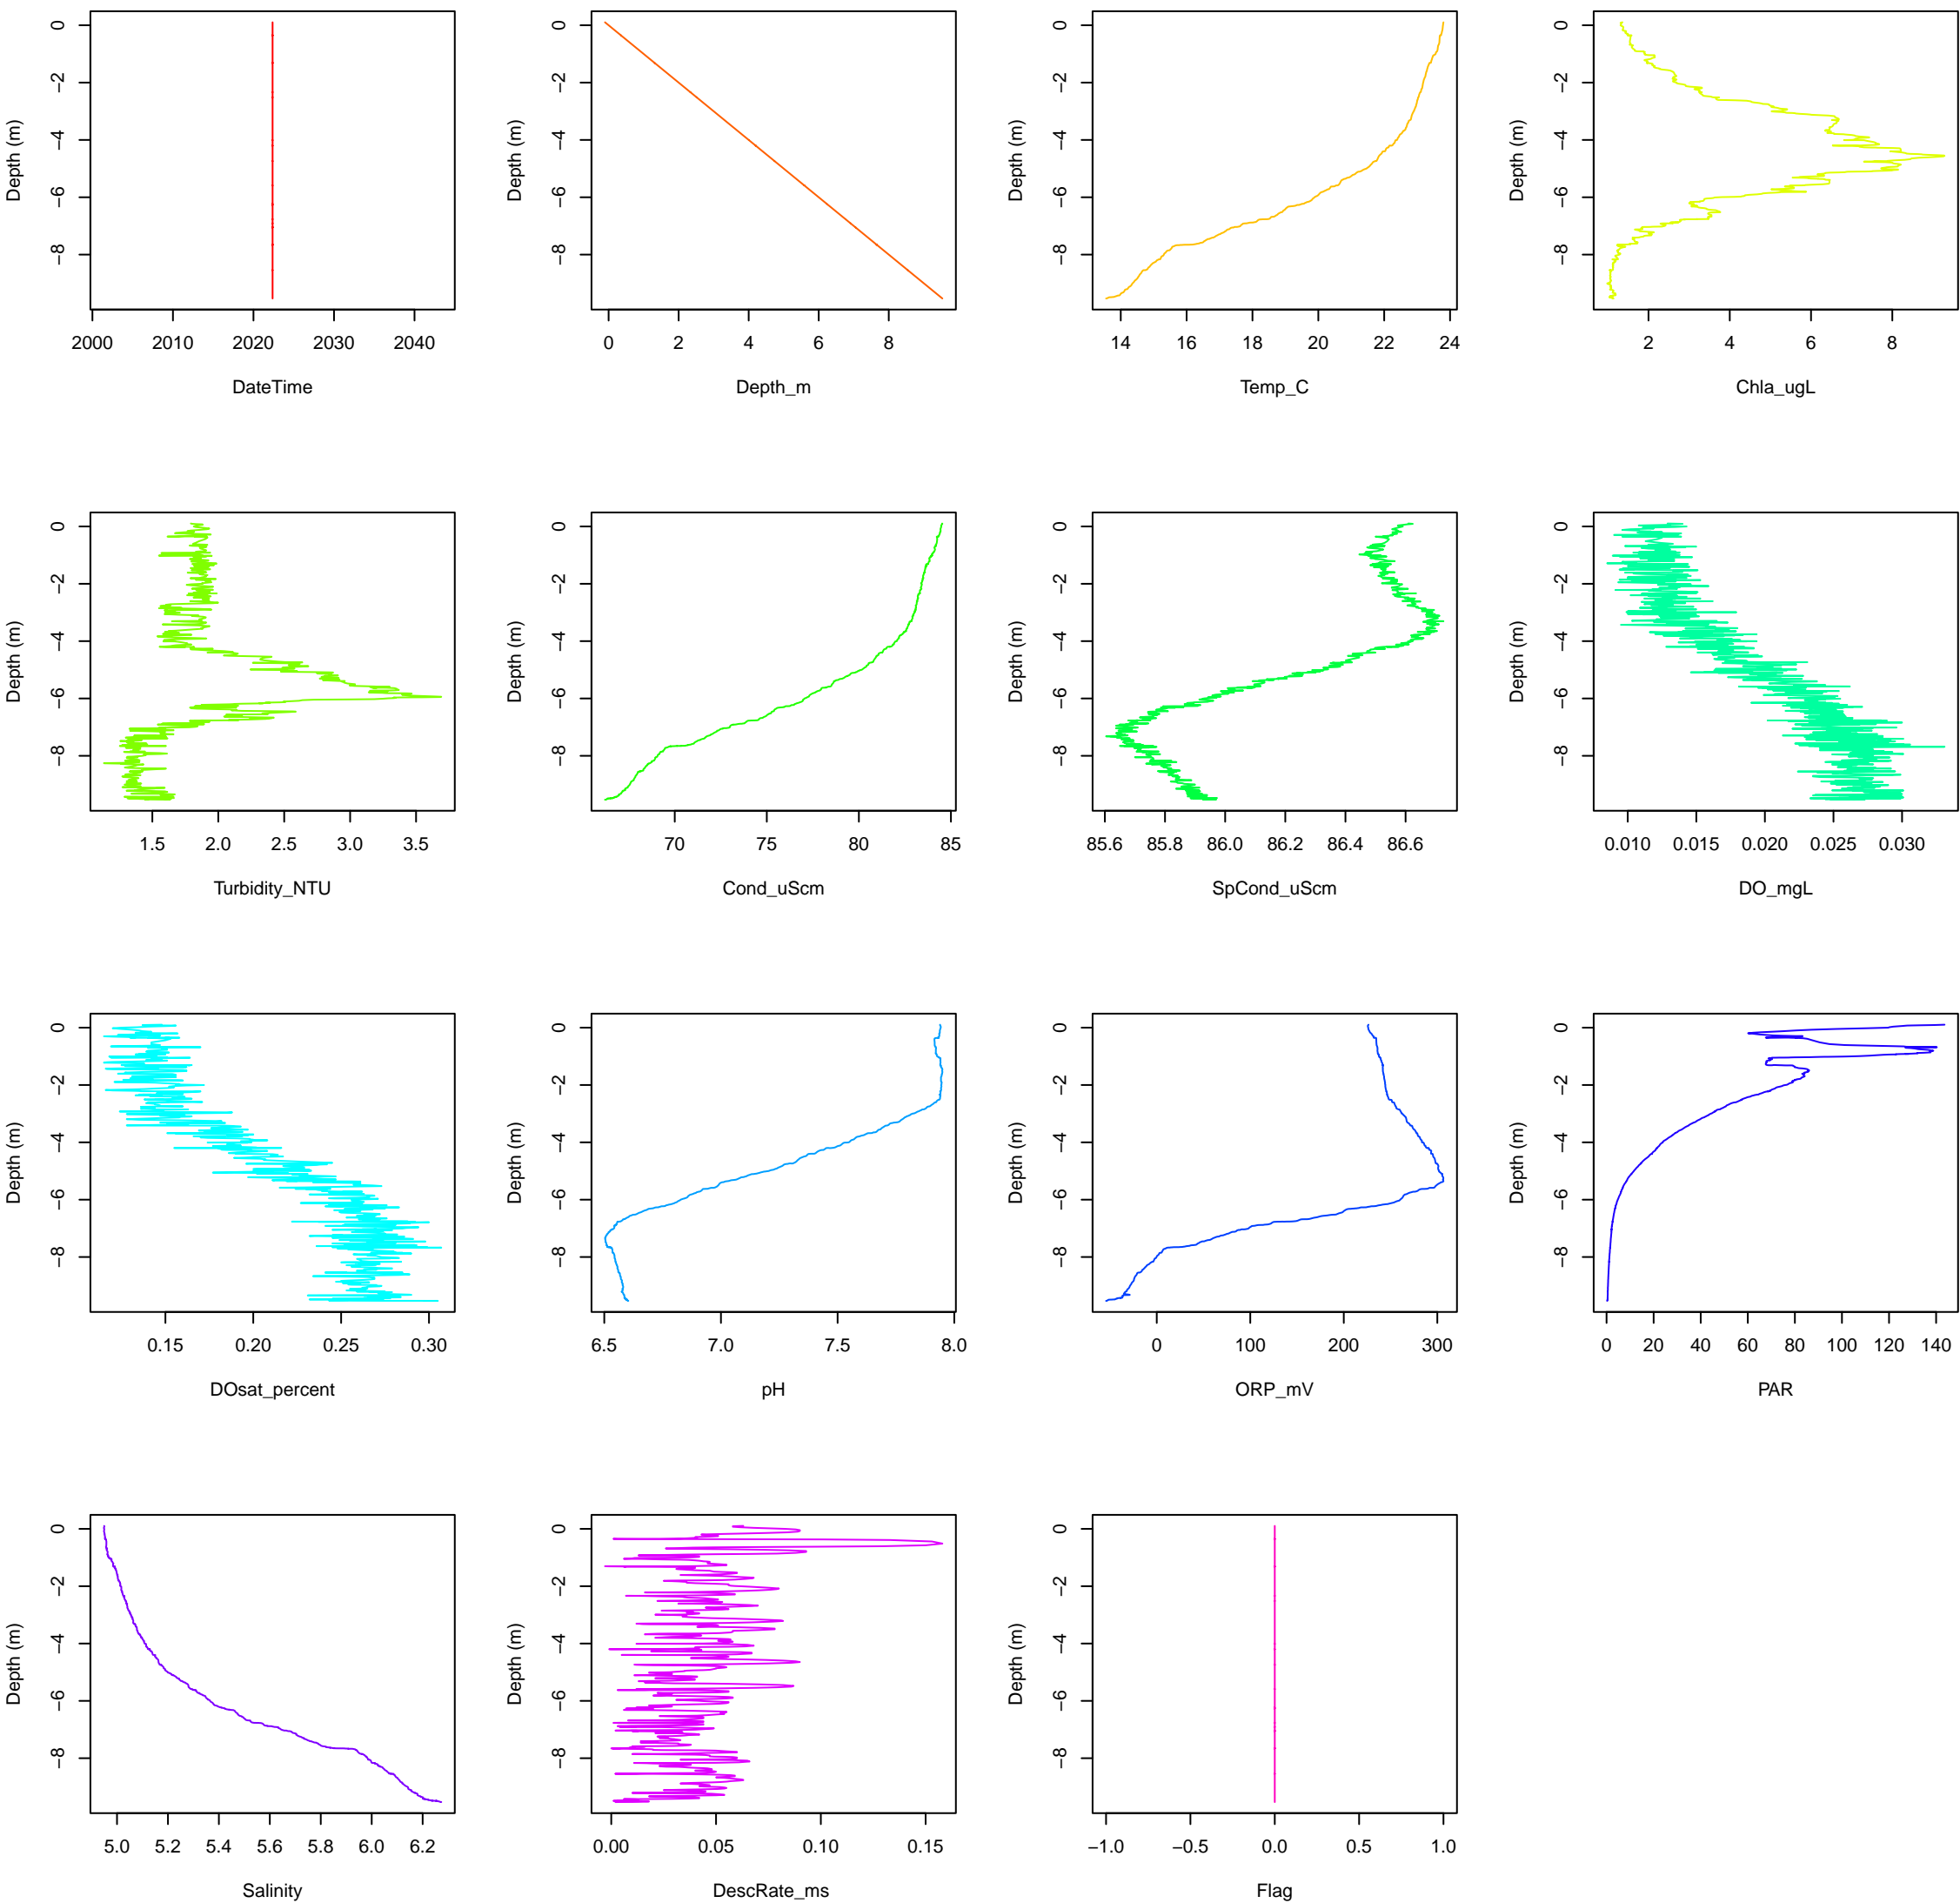 0 −2 −4 −6 −8
Depth (m)
2000 2010 2020 2030 2040
DateTime
0 −2 −4 −6 −8
Depth (m)
0 2 4 6 8
Depth_m
0 −2 −4 −6 −8
Depth (m)
14 16 18 20 22 24
Temp_C
0 −2 −4 −6 −8
Depth (m)
2 4 6 8
Chla_ugL
0 −2 −4 −6 −8
Depth (m)
1.5 2.0 2.5 3.0 3.5
Turbidity_NTU
0 −2 −4 −6 −8
Depth (m)
70 75 80 85
Cond_uScm
0 −2 −4 −6 −8
Depth (m)
85.6 85.8 86.0 86.2 86.4 86.6
SpCond_uScm
0 −2 −4 −6 −8
Depth (m)
0.010 0.015 0.020 0.025 0.030
DO_mgL
0 −2 −4 −6 −8
Depth (m)
0.15 0.20 0.25 0.30
DOsat_percent
0 −2 −4 −6 −8
Depth (m)
6.5 7.0 7.5 8.0
pH
0 −2 −4 −6 −8
Depth (m)
0 100 200 300
ORP_mV
0 −2 −4 −6 −8
Depth (m)
0 20 40 60 80 100 120 140
PAR
0 −2 −4 −6 −8
Depth (m)
5.0 5.2 5.4 5.6 5.8 6.0 6.2
Salinity
0 −2 −4 −6 −8
Depth (m)
0.00 0.05 0.10 0.15
DescRate_ms
0 −2 −4 −6 −8
Depth (m)
−1.0 −0.5 0.0 0.5 1.0
Flag